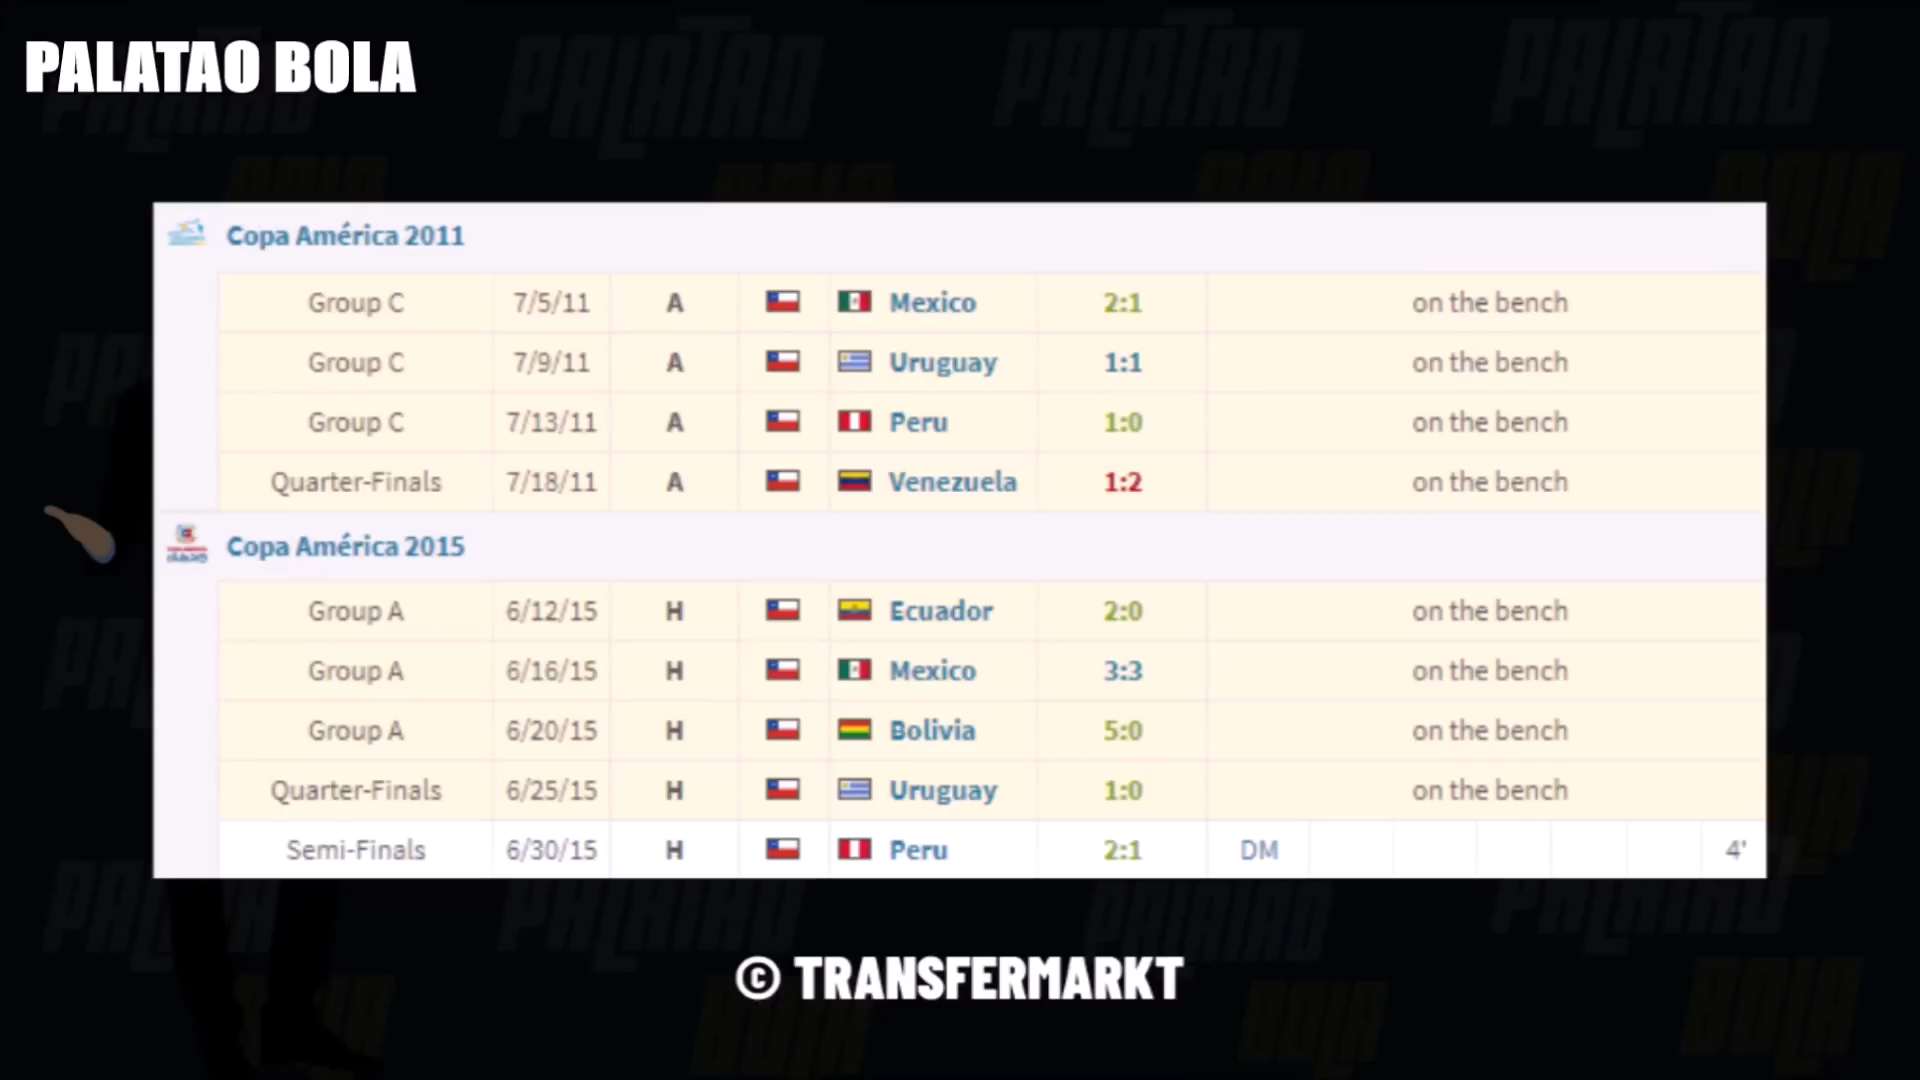 PALATAO BOLA
Copa América 2011
Group C 7/5/11 A Mexico 2:1 on the bench
Group C 7/9/11 A Uruguay 1:1 on the bench
Group C 7/13/11 A Peru 1:0 on the bench
Quarter-Finals 7/18/11 A Venezuela 1:2 on the bench
Copa América 2015
Group A 6/12/15 H Ecuador 2:0 on the bench
Group A 6/16/15 H Mexico 3:3 on the bench
Group A 6/20/15 H Bolivia 5:0 on the bench
Quarter-Finals 6/25/15 H Uruguay 1:0 on the bench
Semi-Finals 6/30/15 H Peru 2:1 DM 4'
© TRANSFERMARKT